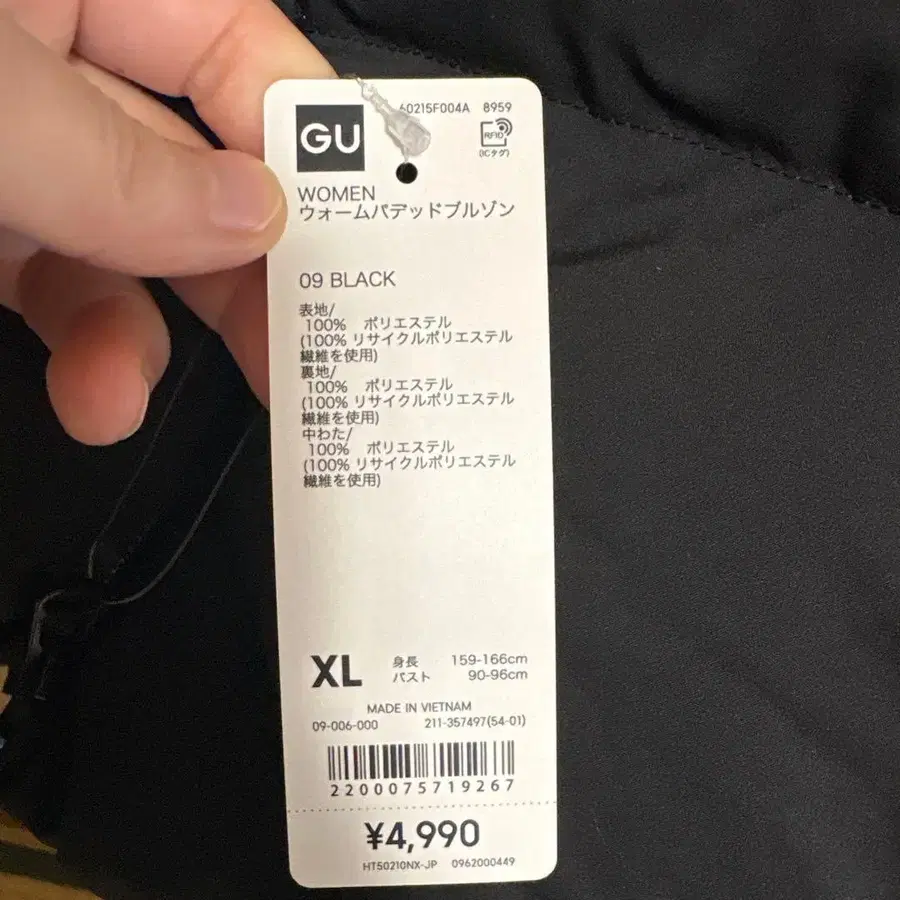 GU
60215F004A 8959
RFID
(ICタグ)
WOMEN
ウォームパデッドブルゾン
09 BLACK
表地/
100% ポリエステル
(100% リサイクルポリエステル
繊維を使用)
裏地/
100% ポリエステル
(100% リサイクルポリエステル
繊維を使用)
中わた/
100% ポリエステル
(100% リサイクルポリエステル
繊維を使用)
XL 身長 159-166cm
バスト 90-96cm
MADE IN VIETNAM
09-006-000 211-357497(54-01)
2200075719267
¥4,990
HT50210NX-JP 0962000449